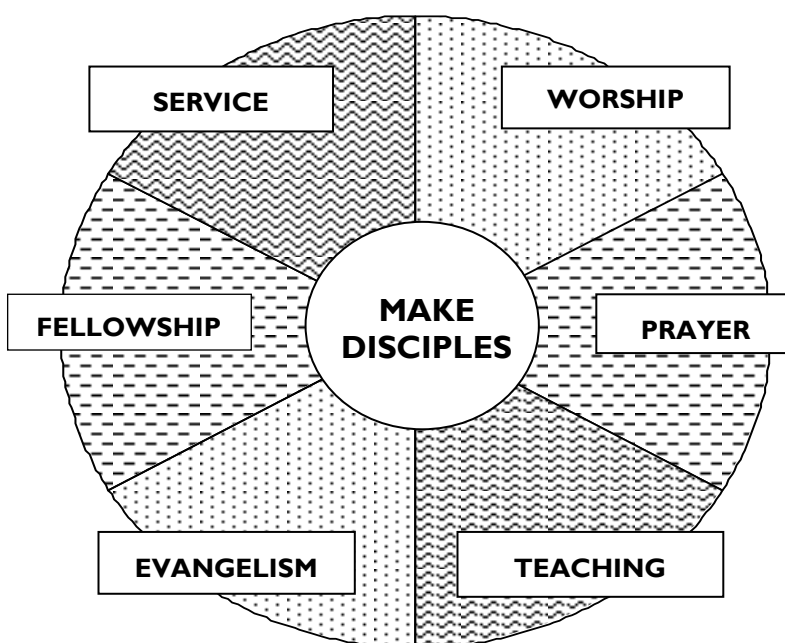 SERVICE
WORSHIP
FELLOWSHIP
MAKE
DISCIPLES
PRAYER
EVANGELISM
TEACHING